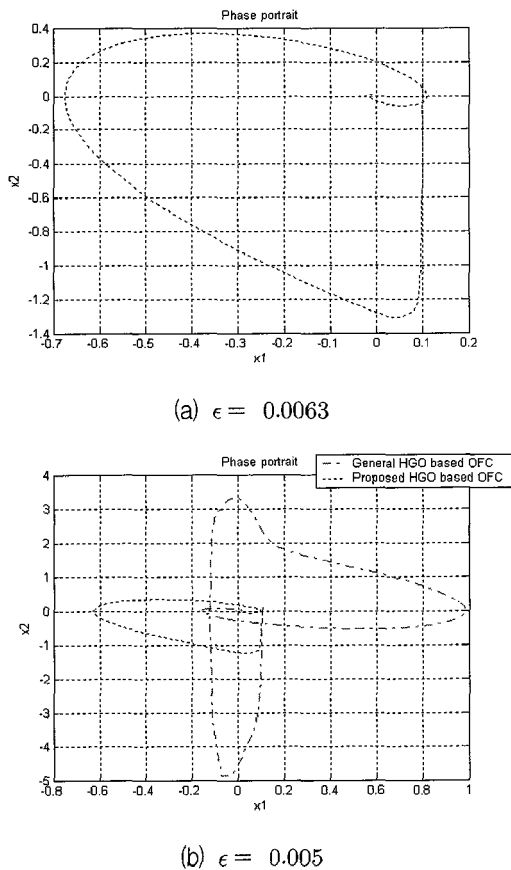 Phase portrait
0.4
0.2
0
-0.2
-0.4
-0.6
-0.8
-1
-1.2
-1.4
x2
-0.7 -0.6 -0.5 -0.4 -0.3 -0.2 -0.1 0 0.1 0.2
x1
(a) ϵ = 0.0063
Phase portrait
General HGO based OFC
Proposed HGO based OFC
4
3
2
1
0
-1
-2
-3
-4
-5
x2
-0.8 -0.6 -0.4 -0.2 0 0.2 0.4 0.6 0.8 1
x1
(b) ϵ = 0.005